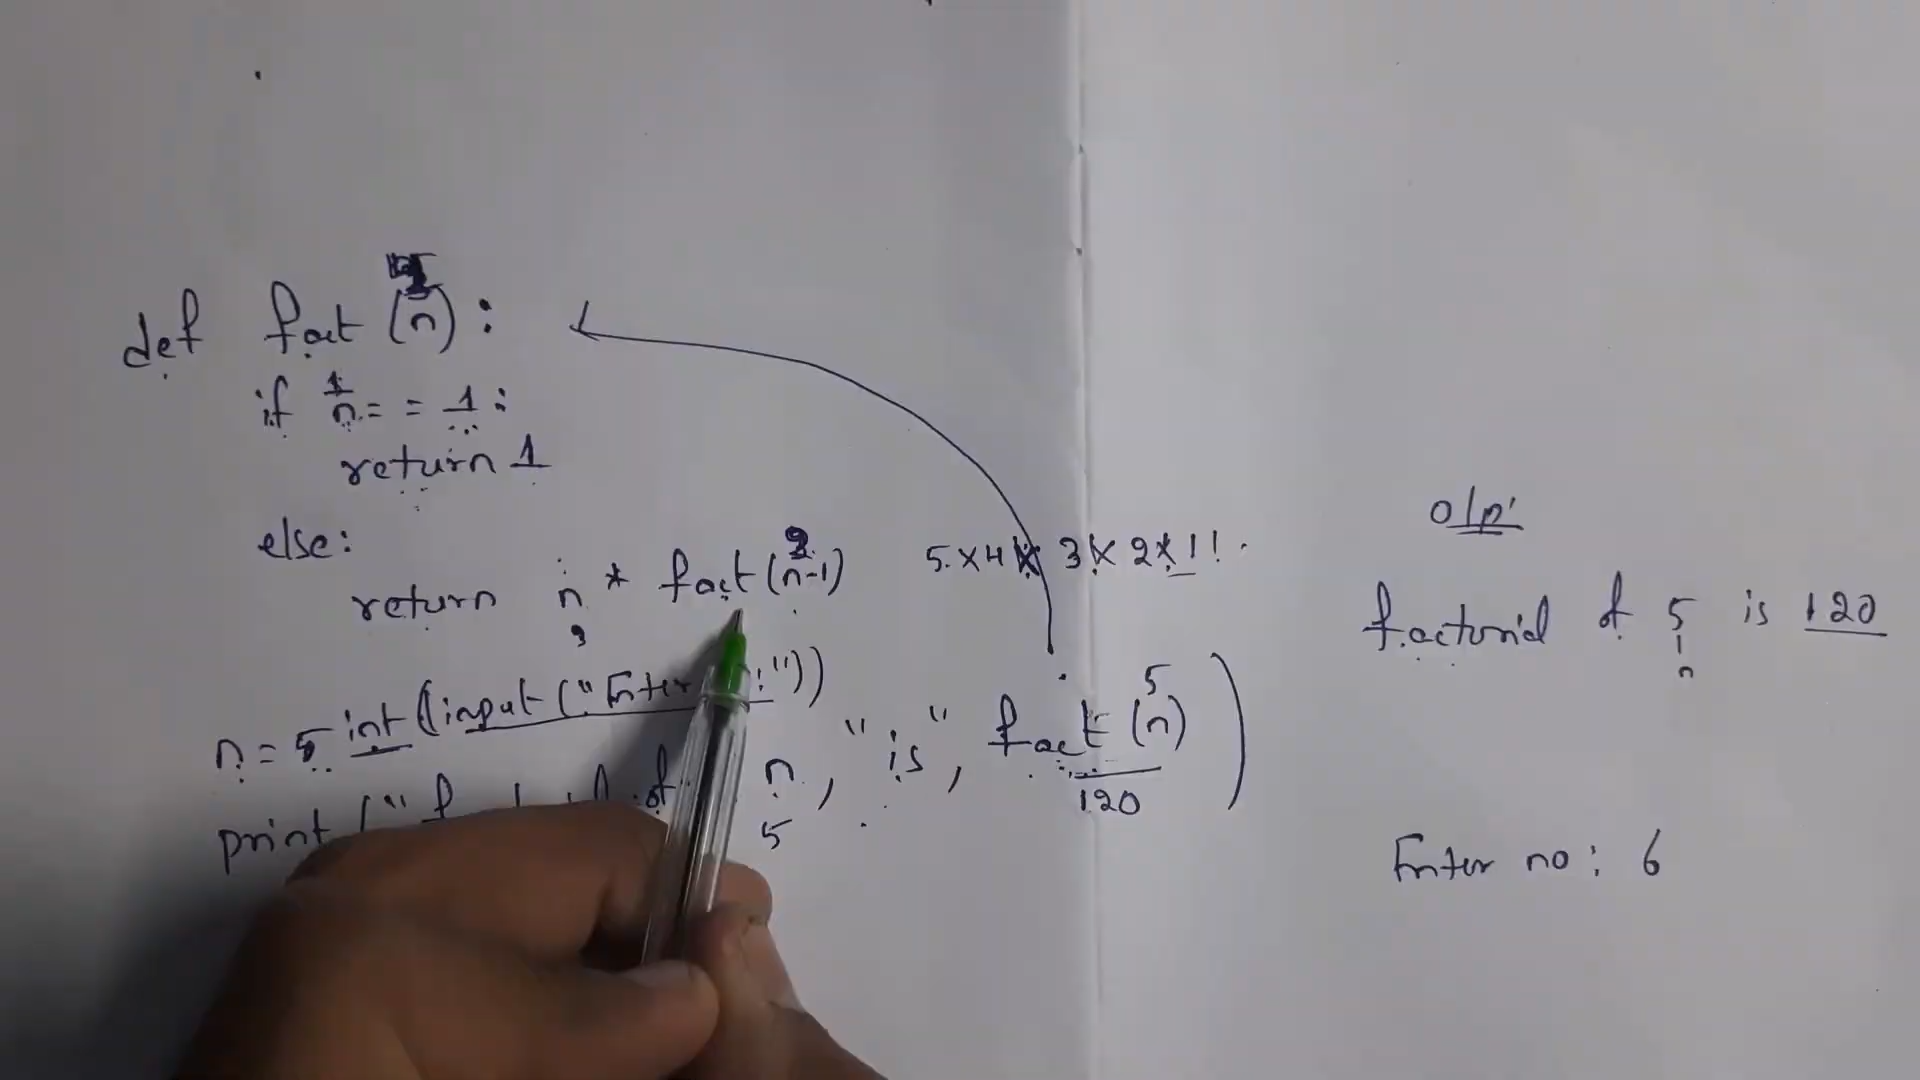 def fact (n) :
if n = = 1 :
return 1
else :
return n * fact (n-1)
5 x 4 x 3 x 2 x 1 ! .
n = 5 int (input ("Enter :"))
print ( " of n , " is " , fact (n) )
5
5
120
o/p
factorial of 5 is 120
n
Enter no : 6